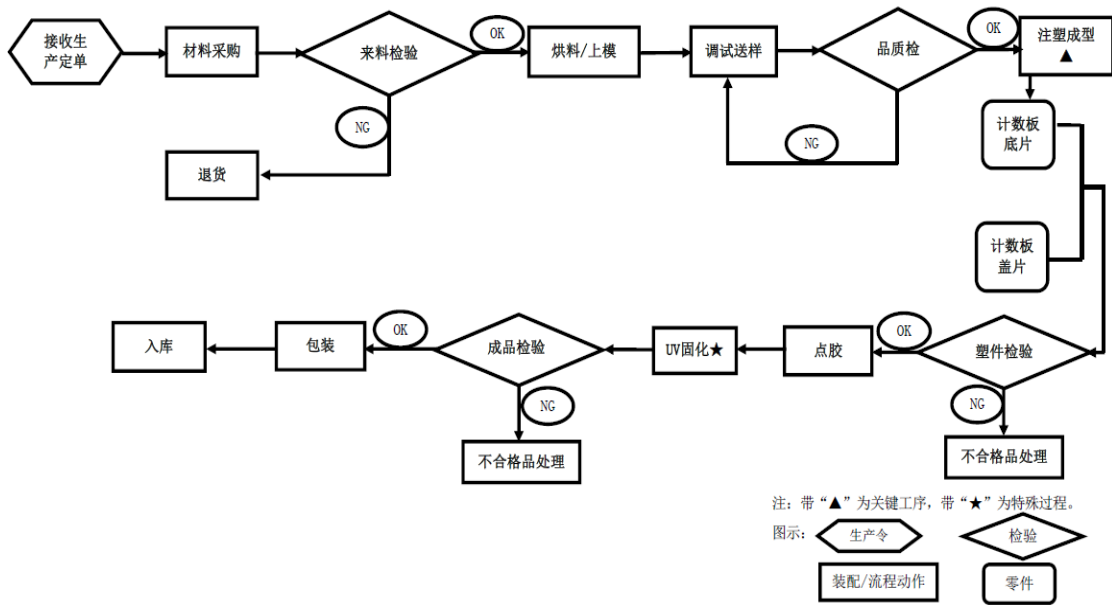 接收生
产定单
材料采购
来料检验
OK
烘料/上模
调试送样
品质检
OK
注塑成型
▲
NG
退货
NG
计数板
底片
计数板
盖片
入库
包装
OK
成品检验
UV固化★
点胶
OK
塑件检验
NG
不合格品处理
NG
不合格品处理
注：带“▲”为关键工序，带“★”为特殊过程。
图示：
生产令
检验
装配/流程动作
零件